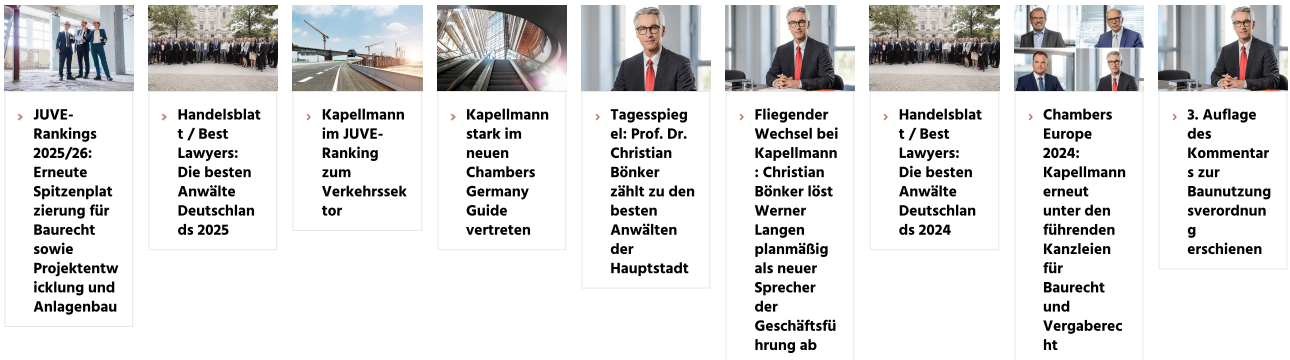 JUVE-
Rankings
2025/26:
Erneute
Spitzenplat
zierung für
Baurecht
sowie
Projektentw
icklung und
Anlagenbau
Handelsblat
t / Best
Lawyers:
Die besten
Anwälte
Deutschlan
ds 2025
Kapellmann
im JUVE-
Ranking
zum
Verkehrssek
tor
Kapellmann
stark im
neuen
Chambers
Germany
Guide
vertreten
Tagesspieg
el: Prof. Dr.
Christian
Bönker
zählt zu den
besten
Anwälten
der
Hauptstadt
Fliegender
Wechsel bei
Kapellmann
: Christian
Bönker löst
Werner
Langen
planmäßig
als neuer
Sprecher
der
Geschäftsfü
hrung ab
Handelsblat
t / Best
Lawyers:
Die besten
Anwälte
Deutschlan
ds 2024
Chambers
Europe
2024:
Kapellmann
erneut
unter den
führenden
Kanzleien
für
Baurecht
und
Vergaberec
ht
3. Auflage
des
Kommentar
s zur
Baunutzung
sverordnun
g
erschienen